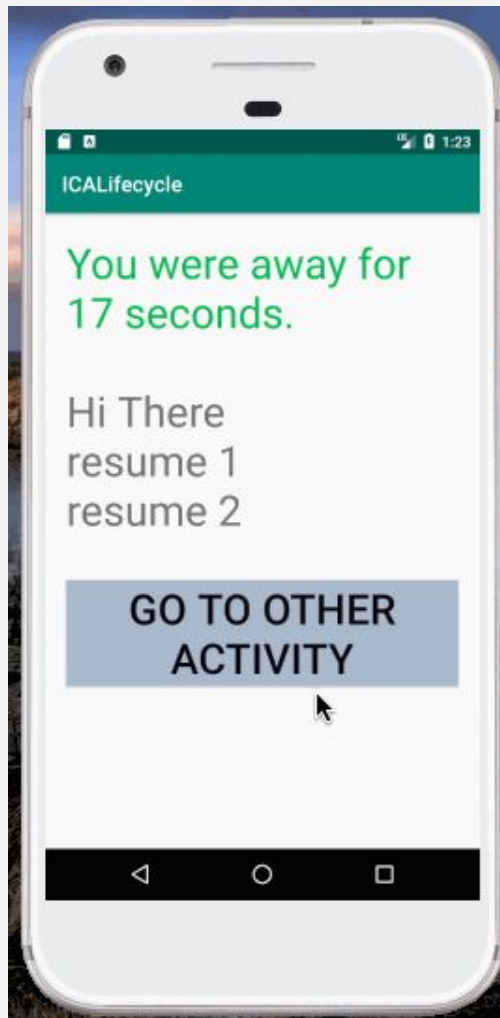 1:23
ICALifecycle
You were away for
17 seconds.
Hi There
resume 1
resume 2
GO TO OTHER
ACTIVITY